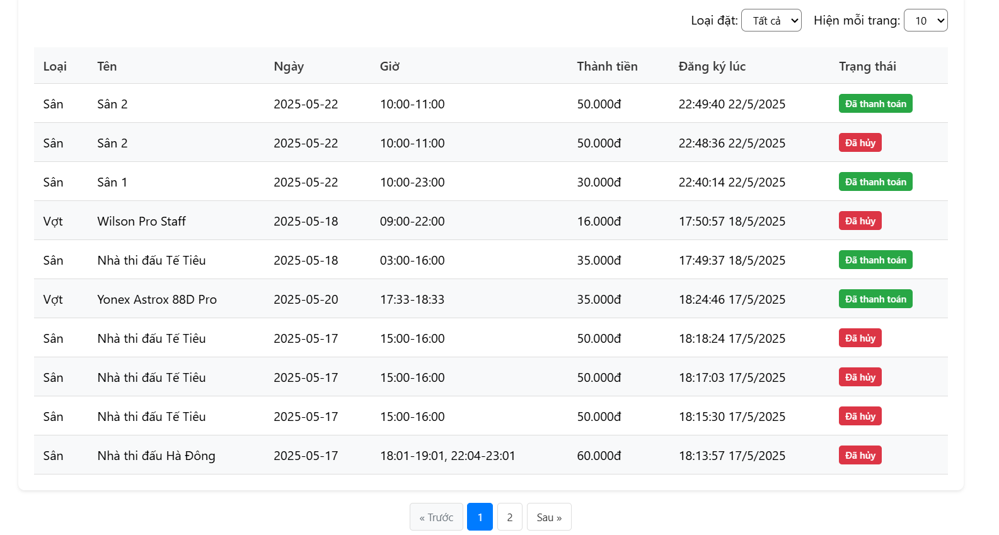 Loại đặt: Tất cả Hiện mỗi trang: 10
Loại Tên Ngày Giờ Thành tiền Đăng ký lúc Trạng thái
Sân Sân 2 2025-05-22 10:00-11:00 50.000đ 22:49:40 22/5/2025 Đã thanh toán
Sân Sân 2 2025-05-22 10:00-11:00 50.000đ 22:48:36 22/5/2025 Đã hủy
Sân Sân 1 2025-05-22 10:00-23:00 30.000đ 22:40:14 22/5/2025 Đã thanh toán
Vợt Wilson Pro Staff 2025-05-18 09:00-22:00 16.000đ 17:50:57 18/5/2025 Đã hủy
Sân Nhà thi đấu Tế Tiêu 2025-05-18 03:00-16:00 35.000đ 17:49:37 18/5/2025 Đã thanh toán
Vợt Yonex Astrox 88D Pro 2025-05-20 17:33-18:33 35.000đ 18:24:46 17/5/2025 Đã thanh toán
Sân Nhà thi đấu Tế Tiêu 2025-05-17 15:00-16:00 50.000đ 18:18:24 17/5/2025 Đã hủy
Sân Nhà thi đấu Tế Tiêu 2025-05-17 15:00-16:00 50.000đ 18:17:03 17/5/2025 Đã hủy
Sân Nhà thi đấu Tế Tiêu 2025-05-17 15:00-16:00 50.000đ 18:15:30 17/5/2025 Đã hủy
Sân Nhà thi đấu Hà Đông 2025-05-17 18:01-19:01, 22:04-23:01 60.000đ 18:13:57 17/5/2025 Đã hủy
« Trước 1 2 Sau »